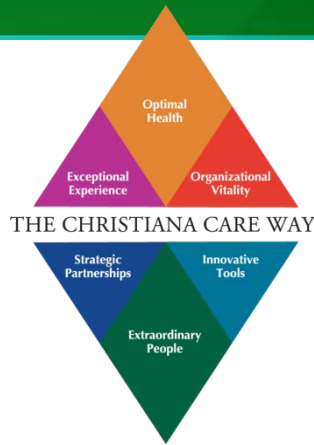 Optimal
Health
Exceptional
Experience
Organizational
Vitality
THE CHRISTIANA CARE WAY
Strategic
Partnerships
Innovative
Tools
Extraordinary
People